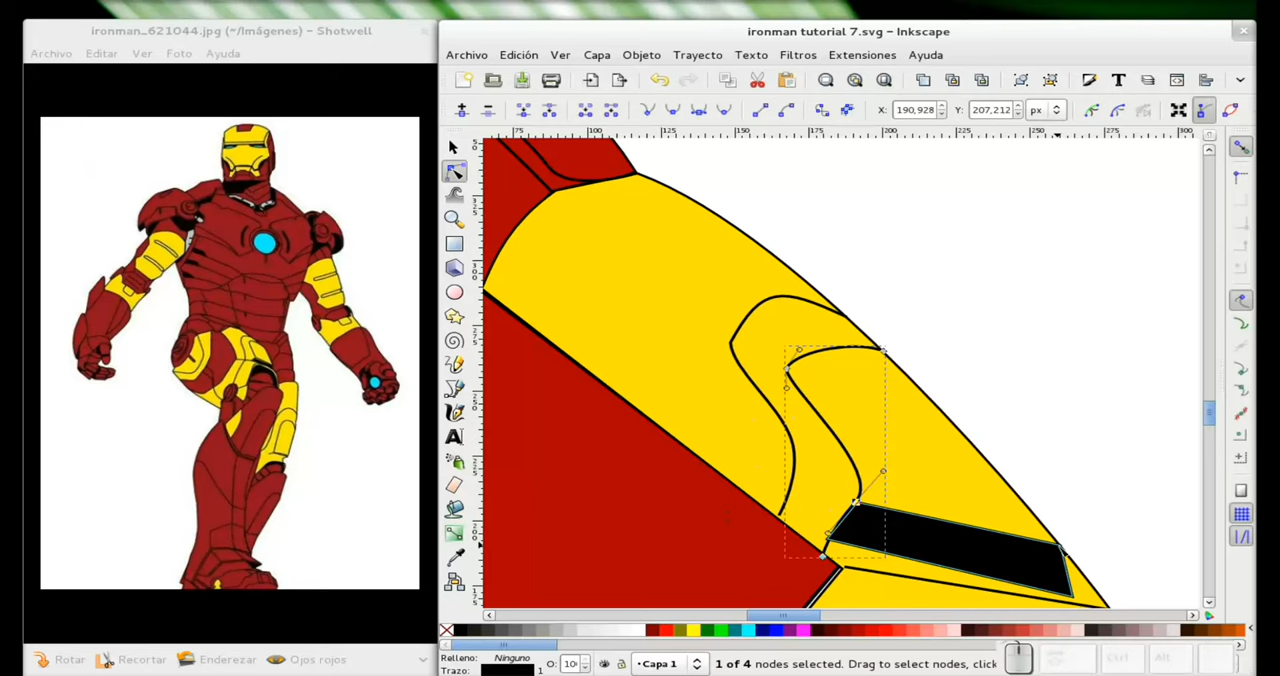 ironman_621044.jpg (~/Imágenes) – Shotwell
Archivo Editar Ver Foto Ayuda
Rotar Recortar Enderezar Ojos rojos
ironman tutorial 7.svg – Inkscape
Archivo Edición Ver Capa Objeto Trayecto Texto Filtros Extensiones Ayuda
X: 190,928 Y: 207,212 px
75 100 125 150 175 200 225 250 275 300
Relleno: Ninguno
Trazo: 1
O: Capa 1
1 of 4 nodes selected. Drag to select nodes, click
Ctrl Alt